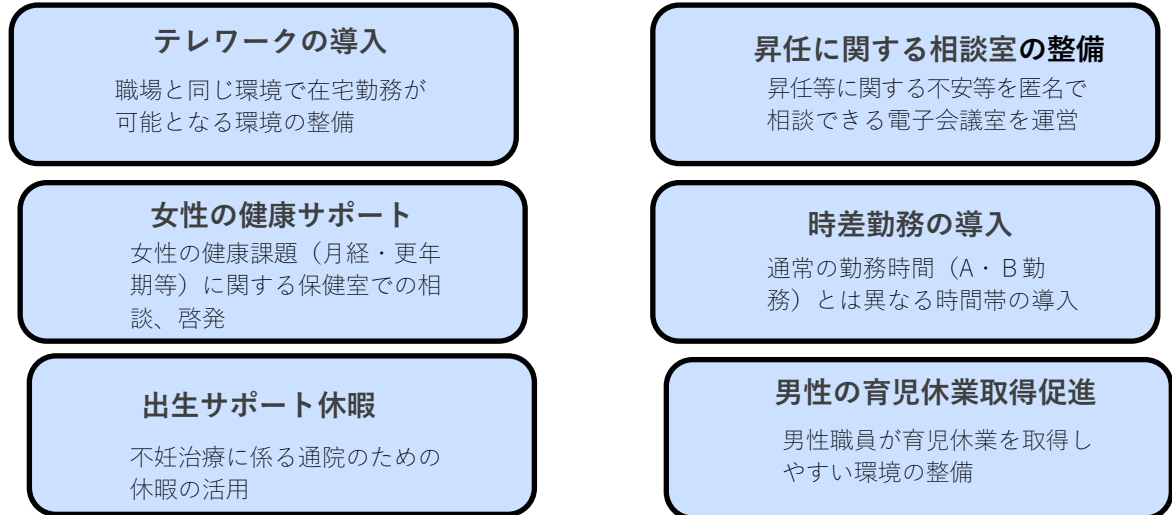 テレワークの導入
職場と同じ環境で在宅勤務が
可能となる環境の整備
昇任に関する相談室の整備
昇任等に関する不安等を匿名で
相談できる電子会議室を運営
女性の健康サポート
女性の健康課題（月経・更年
期等）に関する保健室での相
談、啓発
時差勤務の導入
通常の勤務時間（A・Ｂ勤
務）とは異なる時間帯の導入
出生サポート休暇
不妊治療に係る通院のための
休暇の活用
男性の育児休業取得促進
男性職員が育児休業を取得し
やすい環境の整備